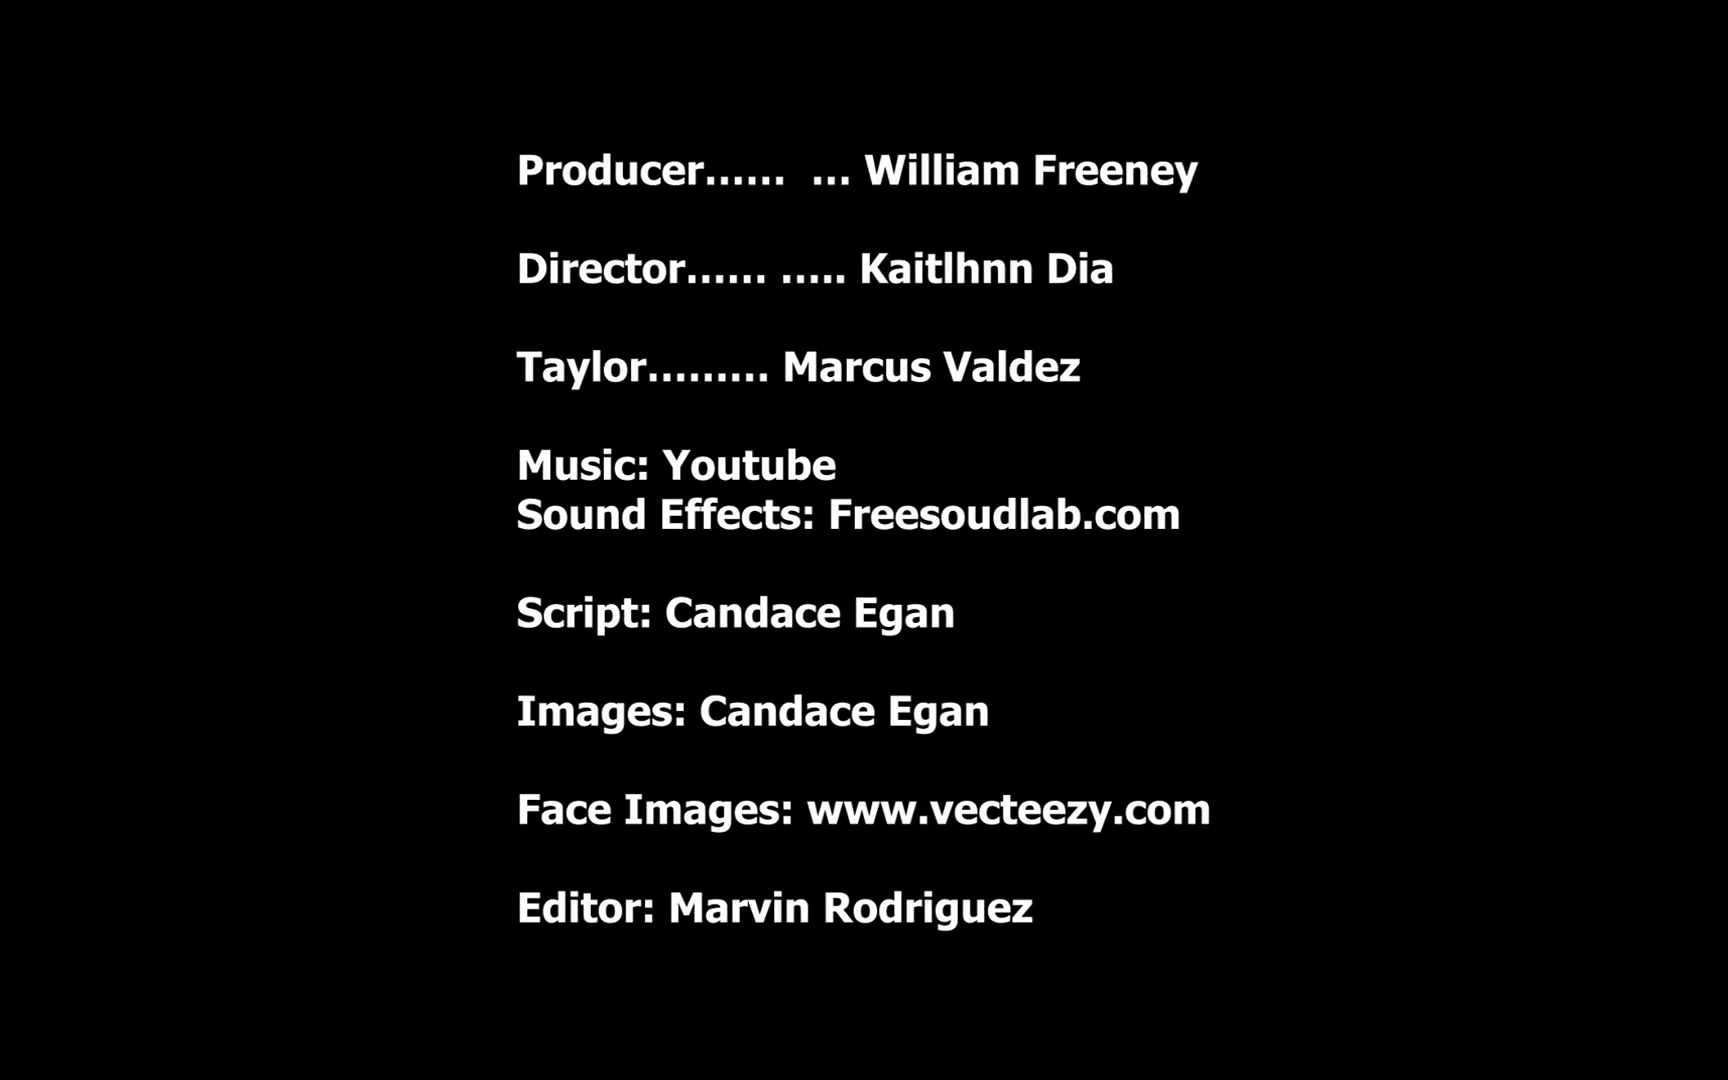 Producer......  ... William Freeney
Director...... ..... Kaitlhnn Dia
Taylor......... Marcus Valdez
Music: Youtube
Sound Effects: Freesoudlab.com
Script: Candace Egan
Images: Candace Egan
Face Images: www.vecteezy.com
Editor: Marvin Rodriguez